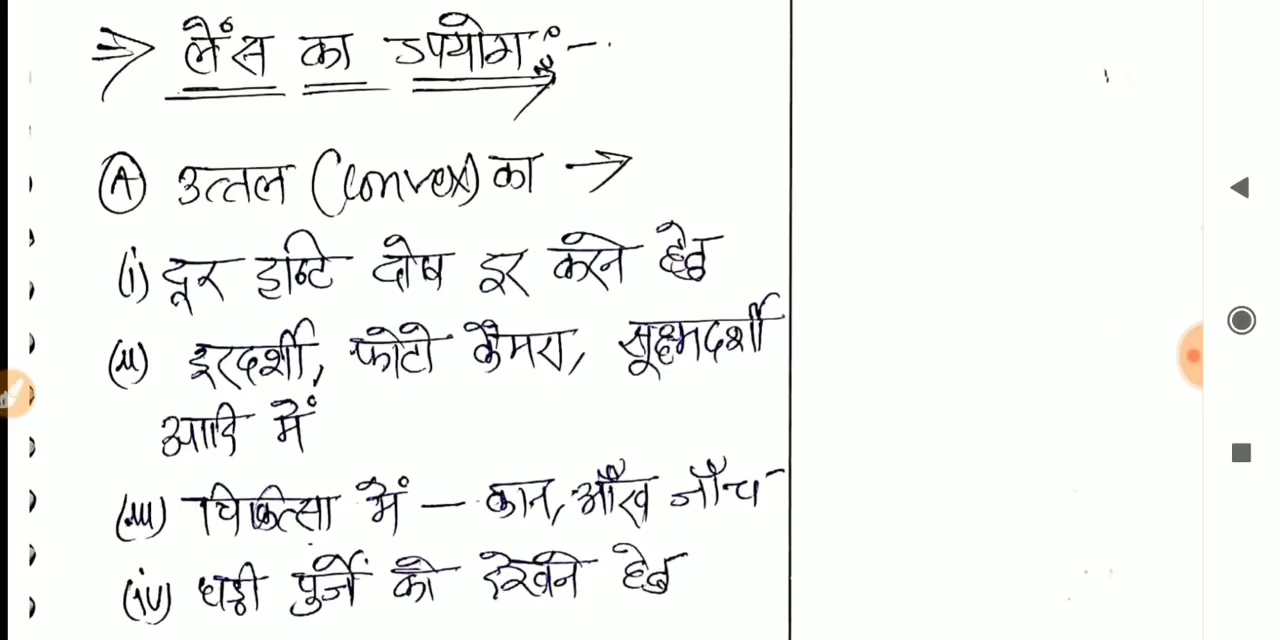 ⇒ लैंस का उपयोग :-
(A) उत्तल (Convex) का →
(i) दूर दृष्टि दोष दूर करने हेतु
(ii) दूरदर्शी, फोटो कैमरा, सूक्ष्मदर्शी
आदि में
(iii) चिकित्सा में — कान, आँख जाँच
(iv) घड़ी पुर्जे को देखने हेतु